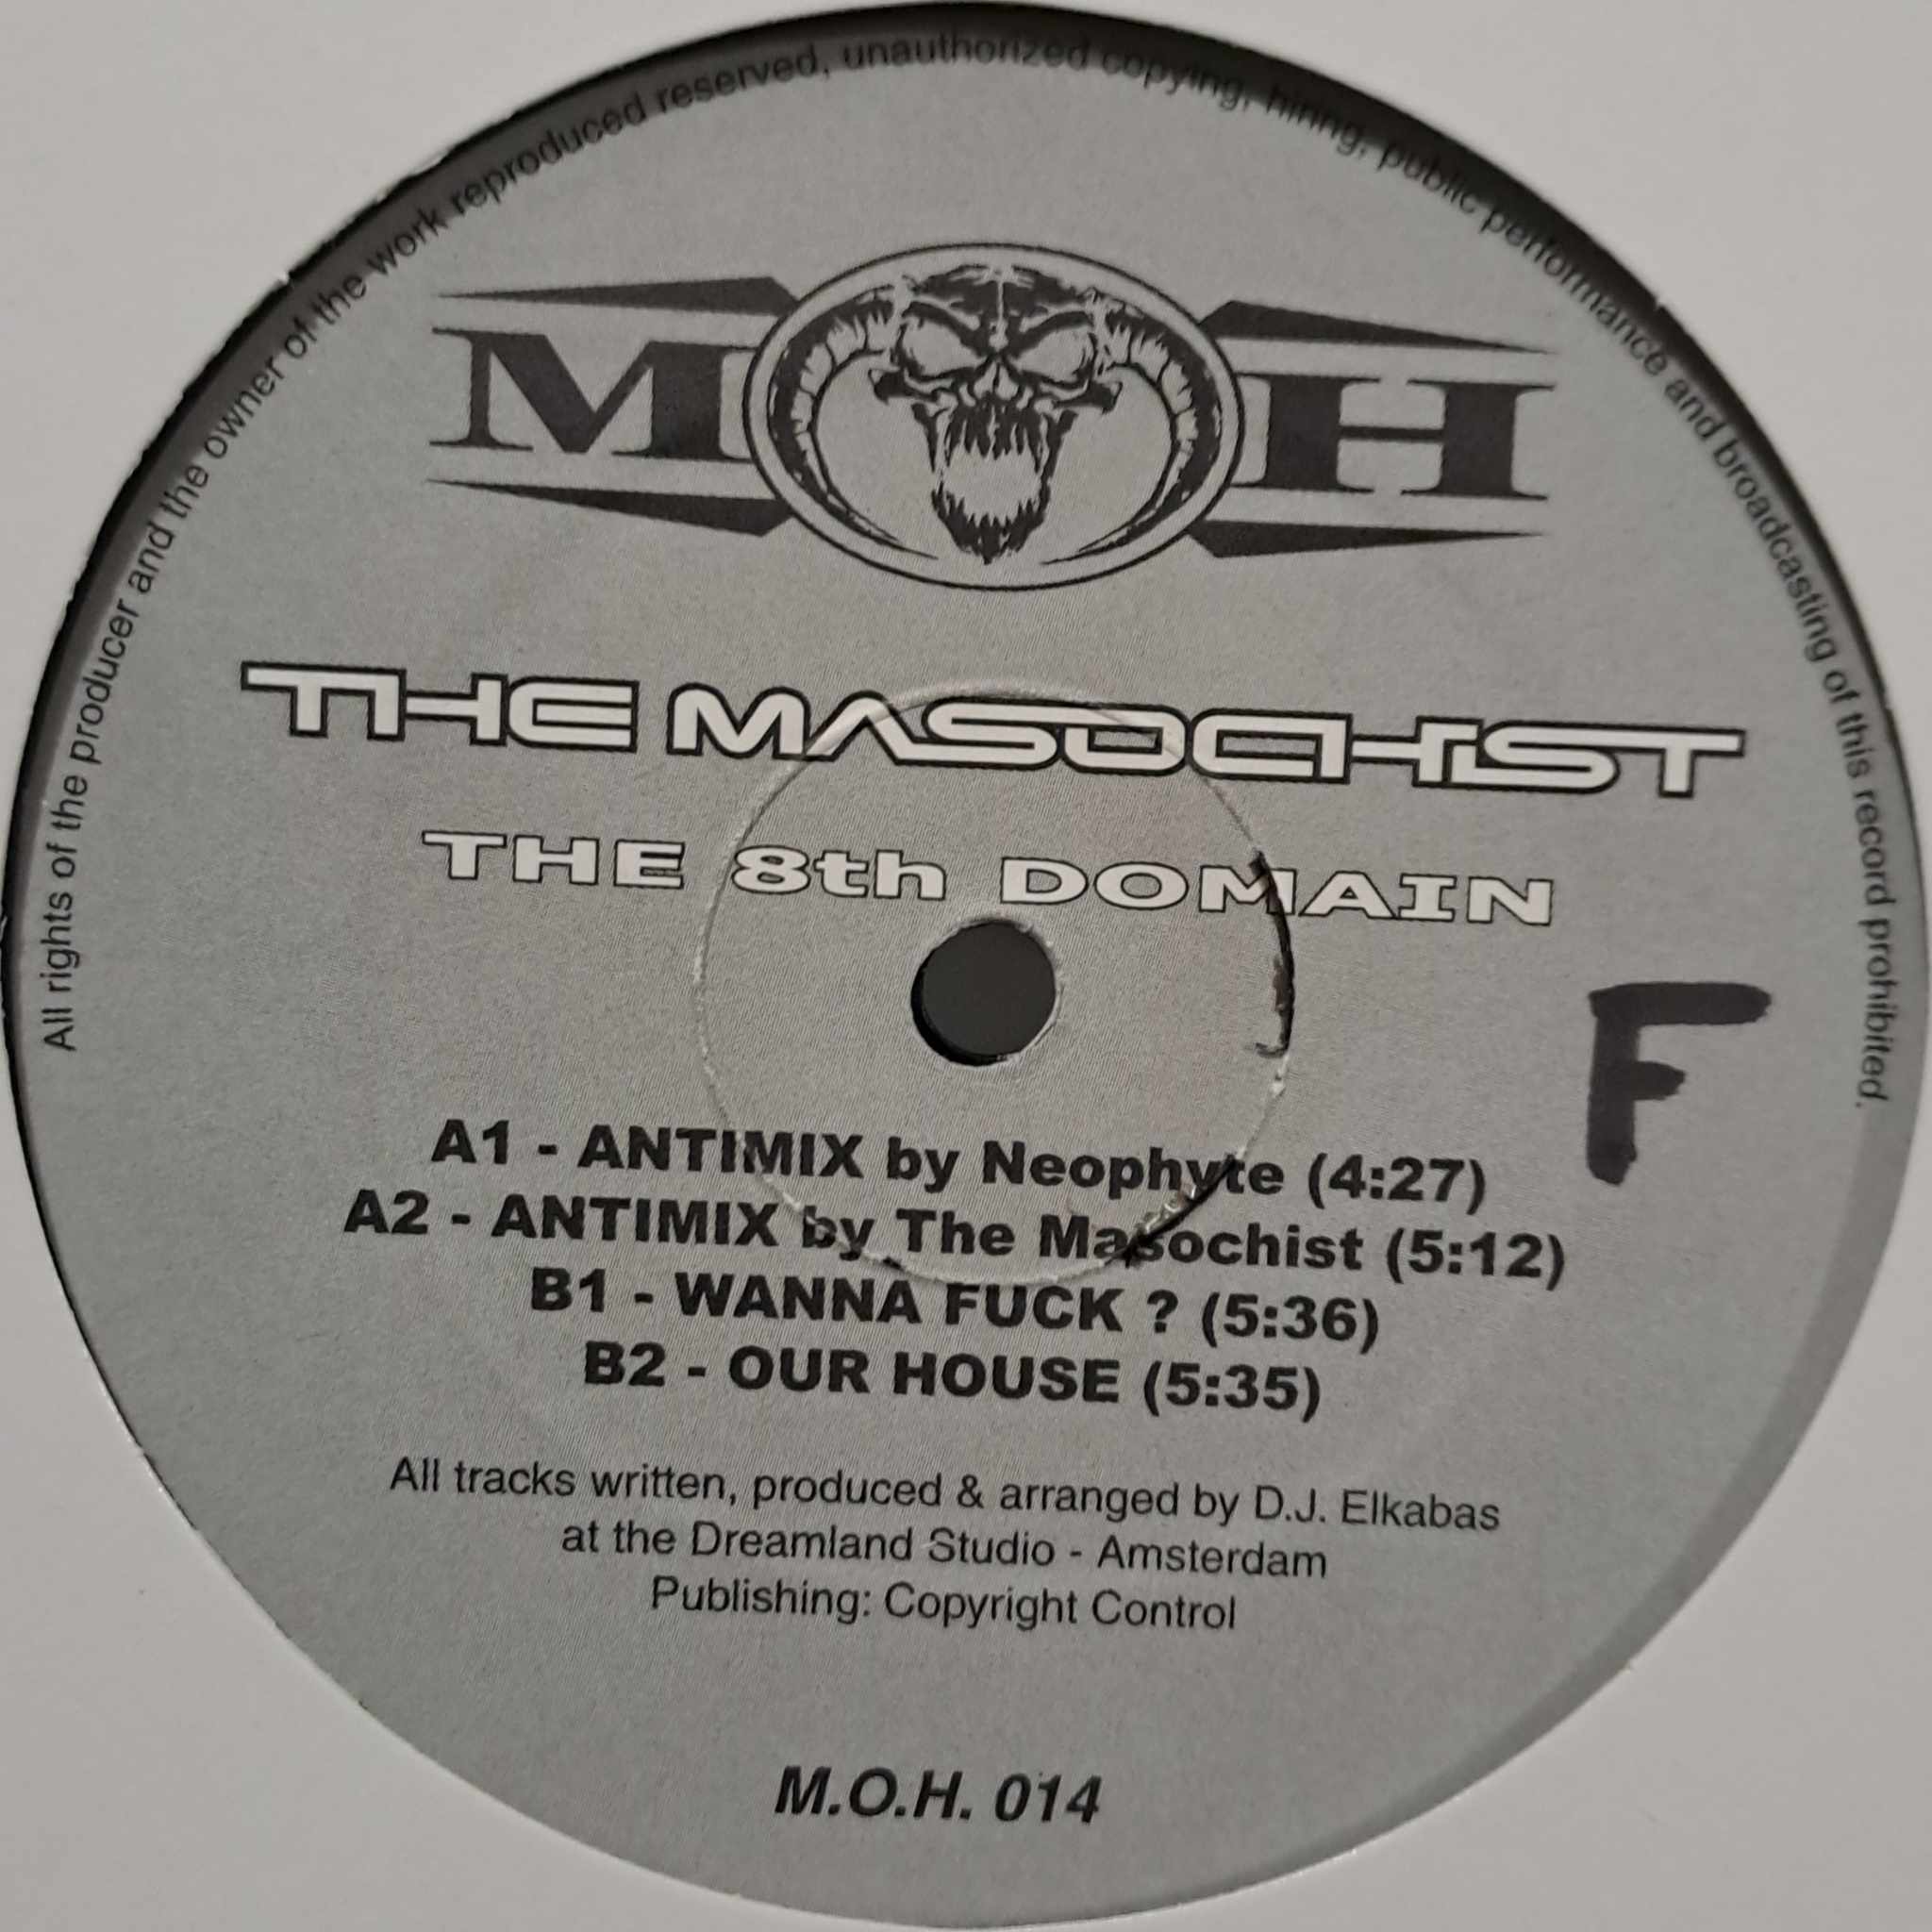 All rights of the producer and the owner of the work reproduced reserved, unauthorized copying, hiring, public performance and broadcasting of this record prohibited.
M H
THE MASOCHIST
THE 8th DOMAIN
F
A1 - ANTIMIX by Neophyte (4:27)
A2 - ANTIMIX by The Masochist (5:12)
B1 - WANNA FUCK ? (5:36)
B2 - OUR HOUSE (5:35)
All tracks written, produced & arranged by D.J. Elkabas
at the Dreamland Studio - Amsterdam
Publishing: Copyright Control
M.O.H. 014